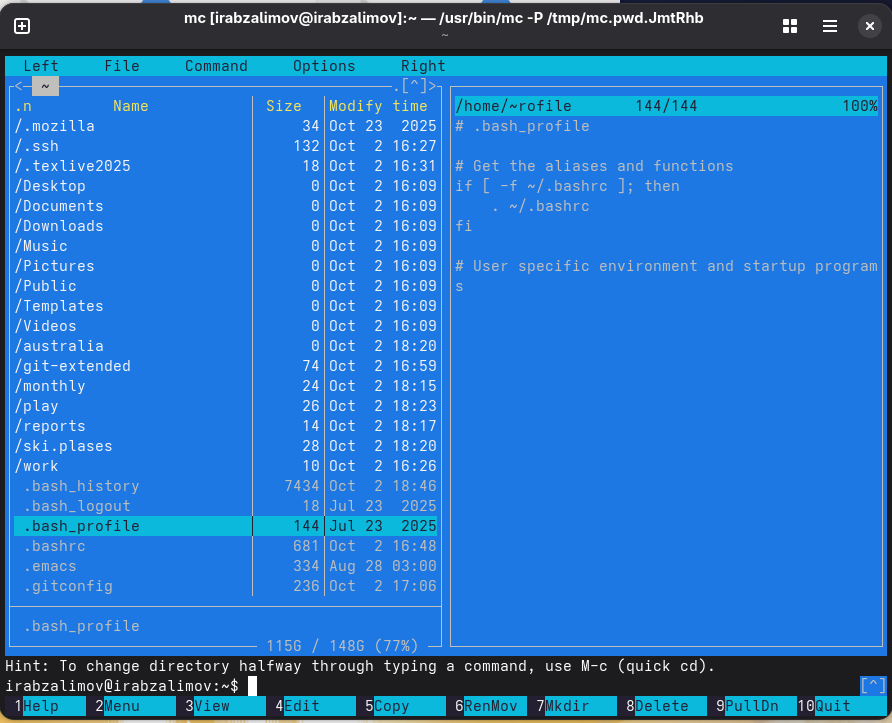 mc [irabzalimov@irabzalimov]:~ — /usr/bin/mc -P /tmp/mc.pwd.JmtRhb
~
Left File Command Options Right
<- ~ .[^]>
.n Name Size Modify time
/.mozilla 34 Oct 23 2025
/.ssh 132 Oct 2 16:27
/.texlive2025 18 Oct 2 16:31
/Desktop 0 Oct 2 16:09
/Documents 0 Oct 2 16:09
/Downloads 0 Oct 2 16:09
/Music 0 Oct 2 16:09
/Pictures 0 Oct 2 16:09
/Public 0 Oct 2 16:09
/Templates 0 Oct 2 16:09
/Videos 0 Oct 2 16:09
/australia 0 Oct 2 18:20
/git-extended 74 Oct 2 16:59
/monthly 24 Oct 2 18:15
/play 26 Oct 2 18:23
/reports 14 Oct 2 18:17
/ski.plases 28 Oct 2 18:20
/work 10 Oct 2 16:26
.bash_history 7434 Oct 2 18:46
.bash_logout 18 Jul 23 2025
.bash_profile 144 Jul 23 2025
.bashrc 681 Oct 2 16:48
.emacs 334 Aug 28 03:00
.gitconfig 236 Oct 2 17:06
.bash_profile
115G / 148G (77%)
/home/~rofile 144/144 100%
# .bash_profile
# Get the aliases and functions
if [ -f ~/.bashrc ]; then
. ~/.bashrc
fi
# User specific environment and startup program
s
Hint: To change directory halfway through typing a command, use M-c (quick cd).
irabzalimov@irabzalimov:~$ [^]
1Help 2Menu 3View 4Edit 5Copy 6RenMov 7Mkdir 8Delete 9PullDn 10Quit